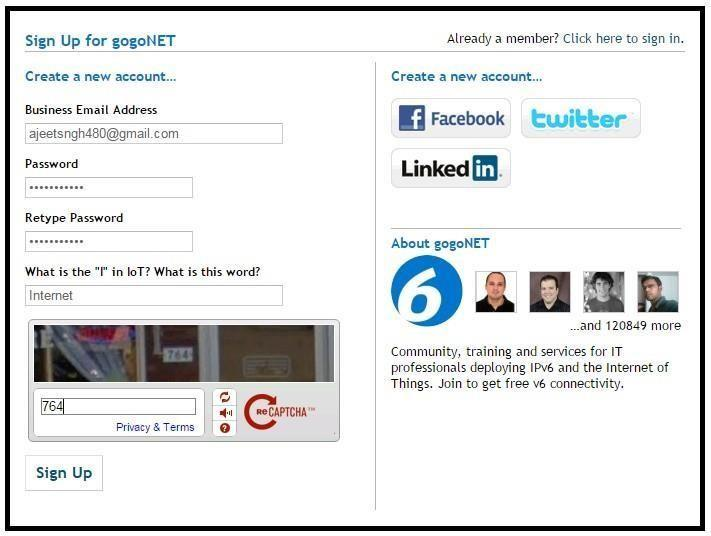 Sign Up for gogoNET
Already a member? Click here to sign in.
Create a new account...
Business Email Address
ajeetsngh480@gmail.com
Password
•••••••••••
Retype Password
•••••••••••
What is the "I" in IoT? What is this word?
Internet
764
764
Privacy & Terms
reCAPTCHA™
Sign Up
Create a new account...
Facebook
twitter
Linked in.
About gogoNET
6
...and 120849 more
Community, training and services for IT
professionals deploying IPv6 and the Internet of
Things. Join to get free v6 connectivity.